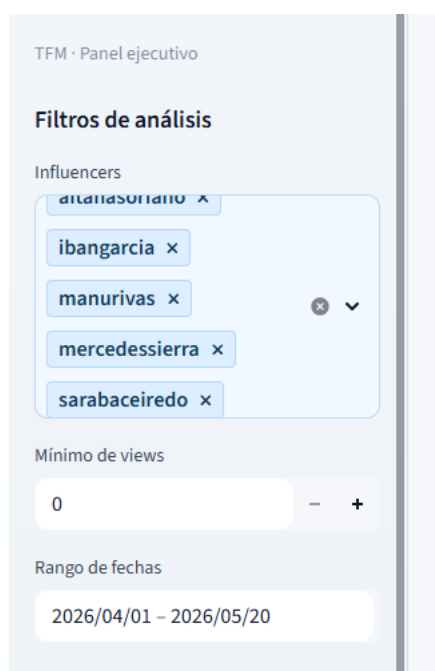 TFM · Panel ejecutivo
Filtros de análisis
Influencers
aitanasoriano ×
ibangarcia ×
manurivas ×
mercedessierra ×
sarabaceiredo ×
Mínimo de views
0
Rango de fechas
2026/04/01 – 2026/05/20